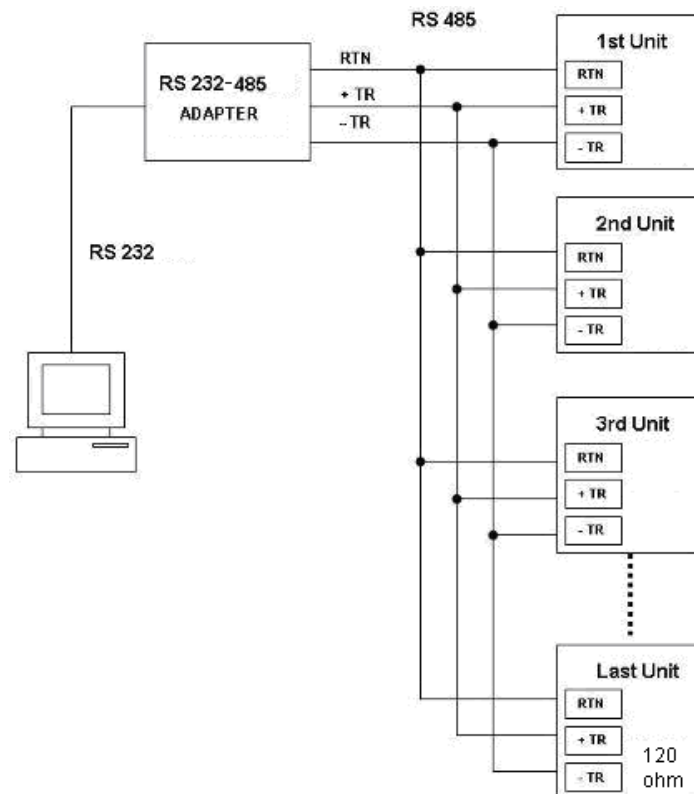 RS 485
1st Unit
RTN
+ TR
- TR
RS 232-485
ADAPTER
RTN
+ TR
- TR
RS 232
2nd Unit
RTN
+ TR
- TR
3rd Unit
RTN
+ TR
- TR
Last Unit
RTN
+ TR
- TR
120
ohm